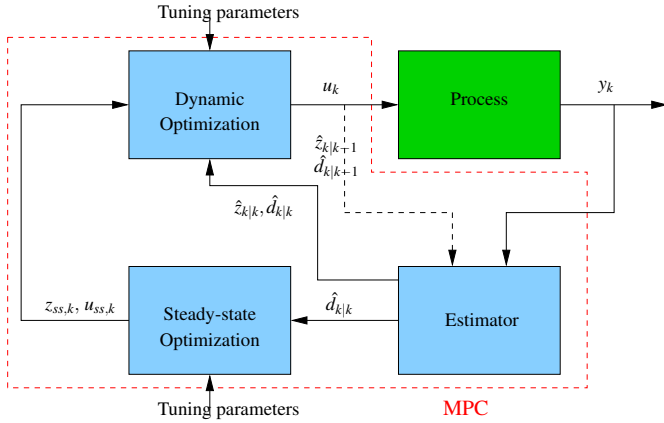 Tuning parameters
Dynamic
Optimization
u_k
Process
y_k
ẑ_{k|k−1}
d̂_{k|k−1}
ẑ_{k|k}, d̂_{k|k}
z_{ss,k}, u_{ss,k}
Steady-state
Optimization
d̂_{k|k}
Estimator
Tuning parameters
MPC